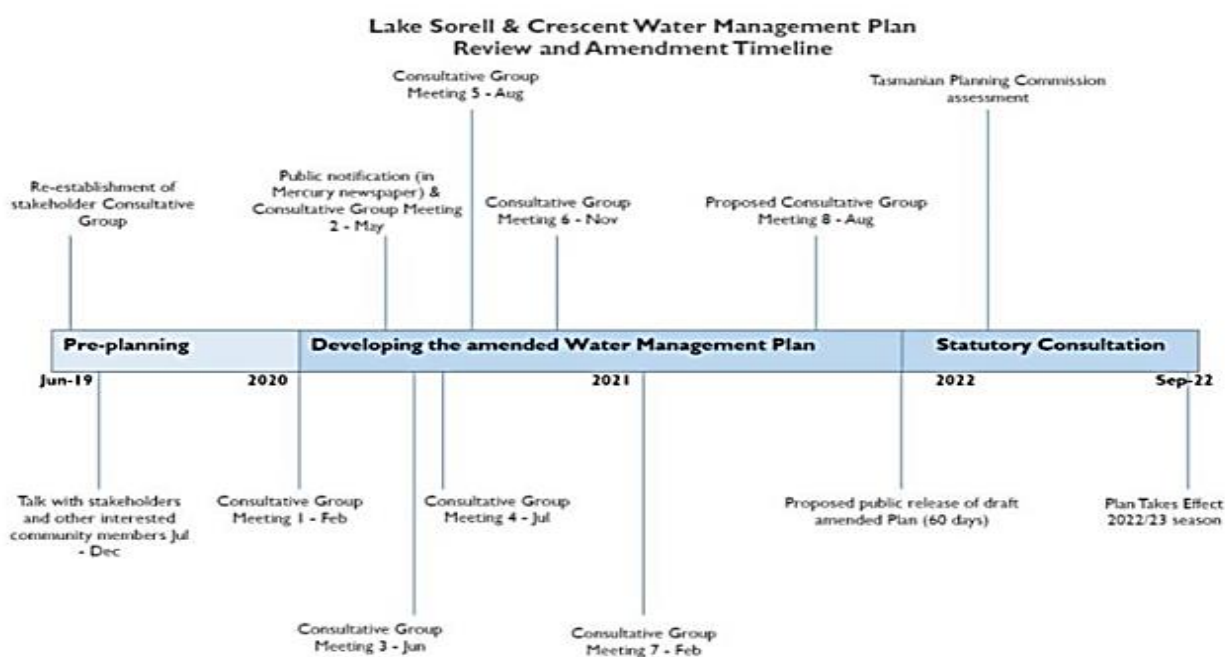 Lake Sorell & Crescent Water Management Plan
Review and Amendment Timeline
Consultative Group
Meeting 5 - Aug
Tasmanian Planning Commission
assessment
Re-establishment of
stakeholder Consultative
Group
Public notification (in
Mercury newspaper) &
Consultative Group Meeting
2 - May
Consultative Group
Meeting 6 - Nov
Proposed Consultative Group
Meeting 8 - Aug
Pre-planning
Developing the amended Water Management Plan
Statutory Consultation
Jun-19
2020
2021
2022
Sep-22
Talk with stakeholders
and other interested
community members Jul
- Dec
Consultative Group
Meeting 1 - Feb
Consultative Group
Meeting 4 - Jul
Proposed public release of draft
amended Plan (60 days)
Plan Takes Effect
2022/23 season
Consultative Group
Meeting 3 - Jun
Consultative Group
Meeting 7 - Feb